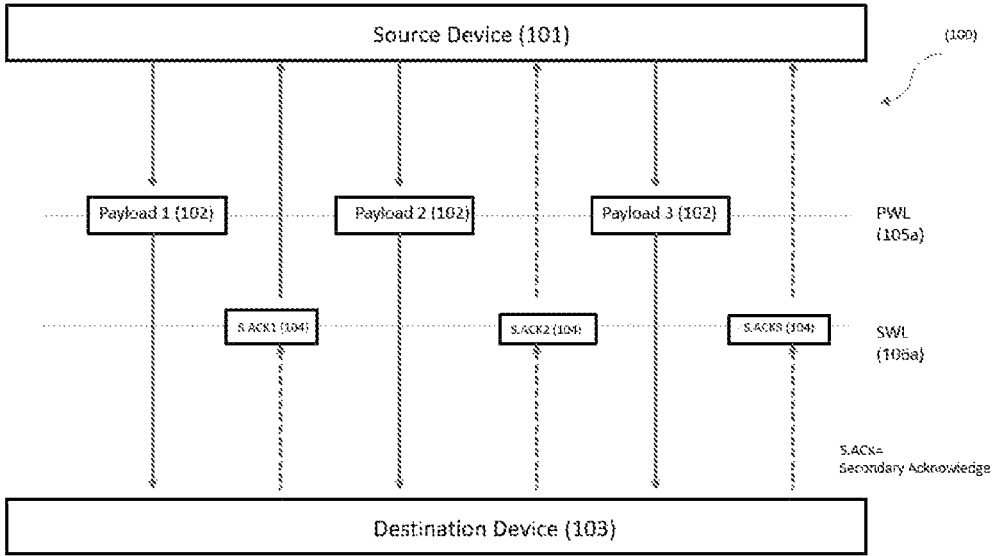 Source Device (101)
(100)
Payload 1 (102)
Payload 2 (102)
Payload 3 (102)
PWL
(105a)
S.ACK1 (104)
S.ACK2 (104)
S.ACK3 (104)
SWL
(106a)
S.ACK=
Secondary Acknowledge
Destination Device (103)